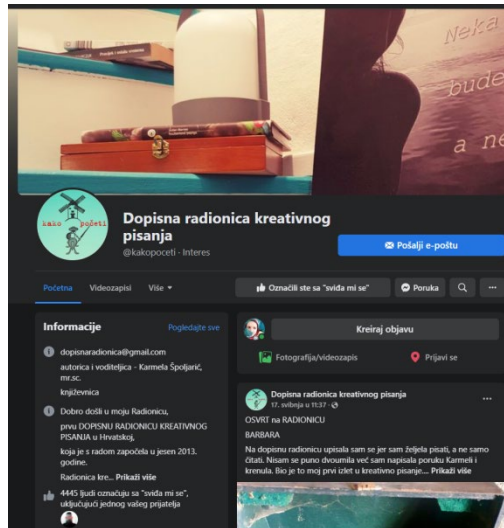 Neka
bude
a ne
kako početi
Dopisna radionica kreativnog
pisanja
@kakopoceti · Interes
Pošalji e-poštu
Početna Videozapisi Više
Označili ste sa "sviđa mi se" Poruka
Informacije Pogledajte sve
dopisnaradionica@gmail.com
autorica i voditeljica - Karmela Špoljarić,
mr.sc.
književnica
Dobro došli u moju Radionicu,
prvu DOPISNU RADIONICU KREATIVNOG
PISANJA u Hrvatskoj,
koja je s radom započela u jesen 2013.
godine.
Radionica kre... Prikaži više
4445 ljudi označuju sa "sviđa mi se",
uključujući jednog vašeg prijatelja
Kreiraj objavu
Fotografija/videozapis Prijavi se
Dopisna radionica kreativnog pisanja
17. svibnja u 11:37
OSVRT na RADIONICU
BARBARA
Na dopisnu radionicu upisala sam se jer sam željela pisati, a ne samo
čitati. Nisam se puno dvoumila već sam napisala poruku Karmeli i
krenula. Bio je to moj prvi izlet u kreativno pisanje... Prikaži više